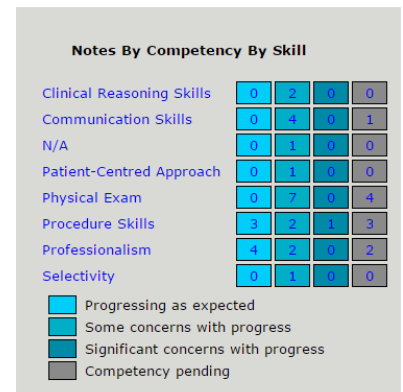 Notes By Competency By Skill
Clinical Reasoning Skills 0 2 0 0
Communication Skills 0 4 0 1
N/A 0 1 0 0
Patient-Centred Approach 0 1 0 0
Physical Exam 0 7 0 4
Procedure Skills 3 2 1 3
Professionalism 4 2 0 2
Selectivity 0 1 0 0
Progressing as expected
Some concerns with progress
Significant concerns with progress
Competency pending